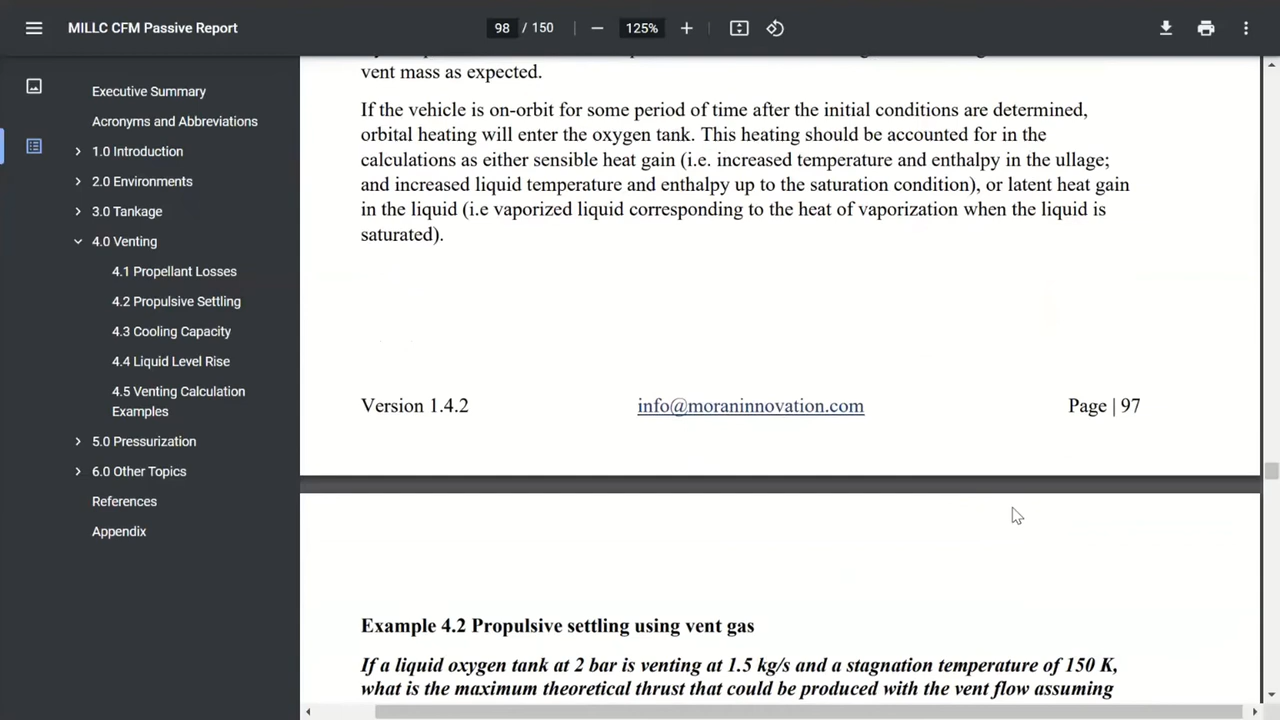 MILLC CFM Passive Report
98 / 150
125%
Executive Summary
Acronyms and Abbreviations
1.0 Introduction
2.0 Environments
3.0 Tankage
4.0 Venting
4.1 Propellant Losses
4.2 Propulsive Settling
4.3 Cooling Capacity
4.4 Liquid Level Rise
4.5 Venting Calculation
Examples
5.0 Pressurization
6.0 Other Topics
References
Appendix
vent mass as expected.
If the vehicle is on-orbit for some period of time after the initial conditions are determined,
orbital heating will enter the oxygen tank. This heating should be accounted for in the
calculations as either sensible heat gain (i.e. increased temperature and enthalpy in the ullage;
and increased liquid temperature and enthalpy up to the saturation condition), or latent heat gain
in the liquid (i.e vaporized liquid corresponding to the heat of vaporization when the liquid is
saturated).
Version 1.4.2 info@moraninnovation.com Page | 97
Example 4.2 Propulsive settling using vent gas
If a liquid oxygen tank at 2 bar is venting at 1.5 kg/s and a stagnation temperature of 150 K,
what is the maximum theoretical thrust that could be produced with the vent flow assuming